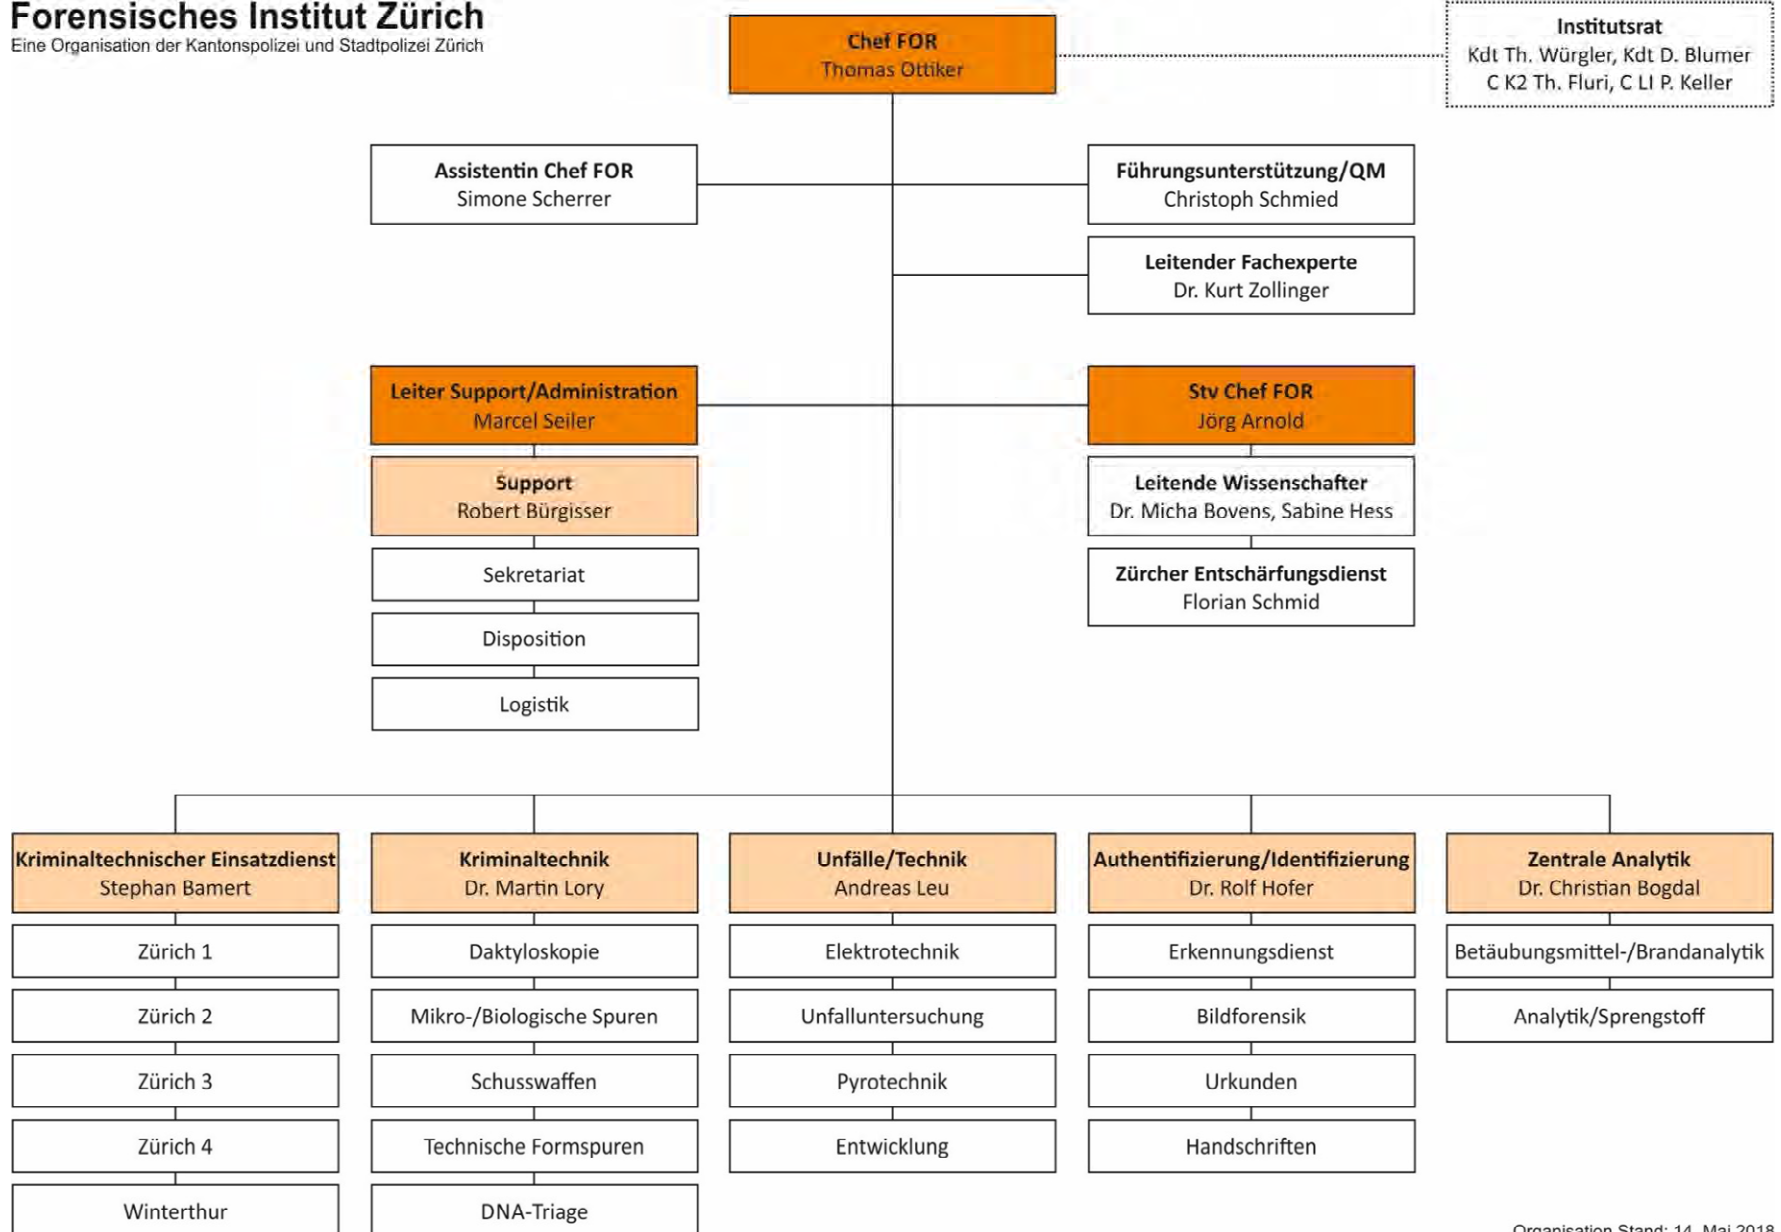 Forensisches Institut Zürich
Eine Organisation der Kantonspolizei und Stadtpolizei Zürich
Chef FOR
Thomas Ottiker
Institutsrat
Kdt Th. Würgler, Kdt D. Blumer
C K2 Th. Fluri, C LI P. Keller
Assistentin Chef FOR
Simone Scherrer
Führungsunterstützung/QM
Christoph Schmied
Leitender Fachexperte
Dr. Kurt Zollinger
Leiter Support/Administration
Marcel Seiler
Stv Chef FOR
Jörg Arnold
Support
Robert Bürgisser
Leitende Wissenschafter
Dr. Micha Bovens, Sabine Hess
Sekretariat
Zürcher Entschärfungsdienst
Florian Schmid
Disposition
Logistik
Kriminaltechnischer Einsatzdienst
Stephan Bamert
Zürich 1
Zürich 2
Zürich 3
Zürich 4
Winterthur
Kriminaltechnik
Dr. Martin Lory
Daktyloskopie
Mikro-/Biologische Spuren
Schusswaffen
Technische Formspuren
DNA-Triage
Unfälle/Technik
Andreas Leu
Elektrotechnik
Unfalluntersuchung
Pyrotechnik
Entwicklung
Authentifizierung/Identifizierung
Dr. Rolf Hofer
Erkennungsdienst
Bildforensik
Urkunden
Handschriften
Zentrale Analytik
Dr. Christian Bogdal
Betäubungsmittel-/Brandanalytik
Analytik/Sprengstoff
Organisation Stand: 14. Mai 2018